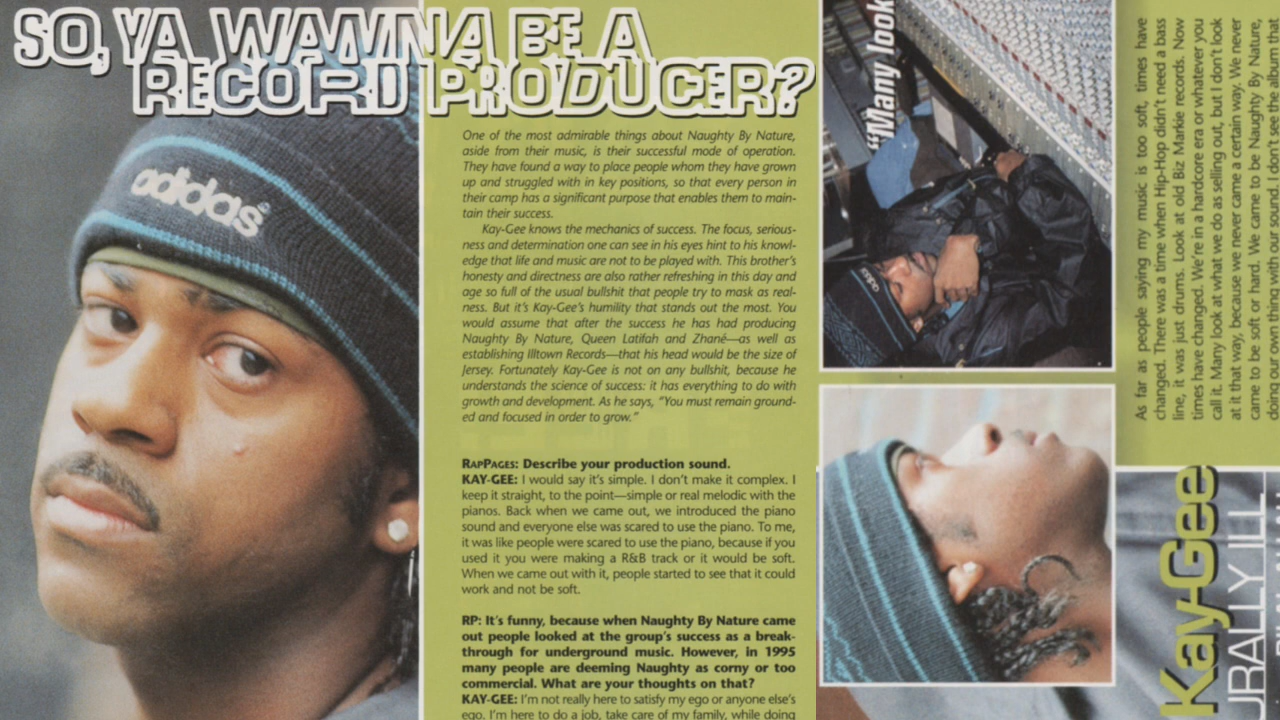 SO, YA WANNA BE A
RECORD PRODUCER?
adidas
One of the most admirable things about Naughty By Nature,
aside from their music, is their successful mode of operation.
They have found a way to place people whom they have grown
up and struggled with in key positions, so that every person in
their camp has a significant purpose that enables them to main-
tain their success.
Kay-Gee knows the mechanics of success. The focus, serious-
ness and determination one can see in his eyes hint to his knowl-
edge that life and music are not to be played with. This brother's
honesty and directness are also rather refreshing in this day and
age so full of the usual bullshit that people try to mask as real-
ness. But it's Kay-Gee's humility that stands out the most. You
would assume that after the success he has had producing
Naughty By Nature, Queen Latifah and Zhané—as well as
establishing Illtown Records—that his head would be the size of
Jersey. Fortunately Kay-Gee is not on any bullshit, because he
understands the science of success: it has everything to do with
growth and development. As he says, "You must remain ground-
ed and focused in order to grow."
RAPPAGES: Describe your production sound.
KAY-GEE: I would say it's simple. I don't make it complex. I
keep it straight, to the point—simple or real melodic with the
pianos. Back when we came out, we introduced the piano
sound and everyone else was scared to use the piano. To me,
it was like people were scared to use the piano, because if you
used it you were making a R&B track or it would be soft.
When we came out with it, people started to see that it could
work and not be soft.
RP: It's funny, because when Naughty By Nature came
out people looked at the group's success as a break-
through for underground music. However, in 1995
many people are deeming Naughty as corny or too
commercial. What are your thoughts on that?
KAY-GEE: I'm not really here to satisfy my ego or anyone else's
ego. I'm here to do a job, take care of my family, while doing
"Many look
adidas
As far as people saying my music is too soft, times have
changed. There was a time when Hip-Hop didn't need a bass
line, it was just drums. Look at old Biz Markie records. Now
times have changed. We're in a hardcore era or whatever you
call it. Many look at what we do as selling out, but I don't look
at it that way, because we never came a certain way. We never
came to be soft or hard. We came to be Naughty By Nature,
doing our own thing with our sound. I don't see the album that
Kay-Gee
URALLY ILL